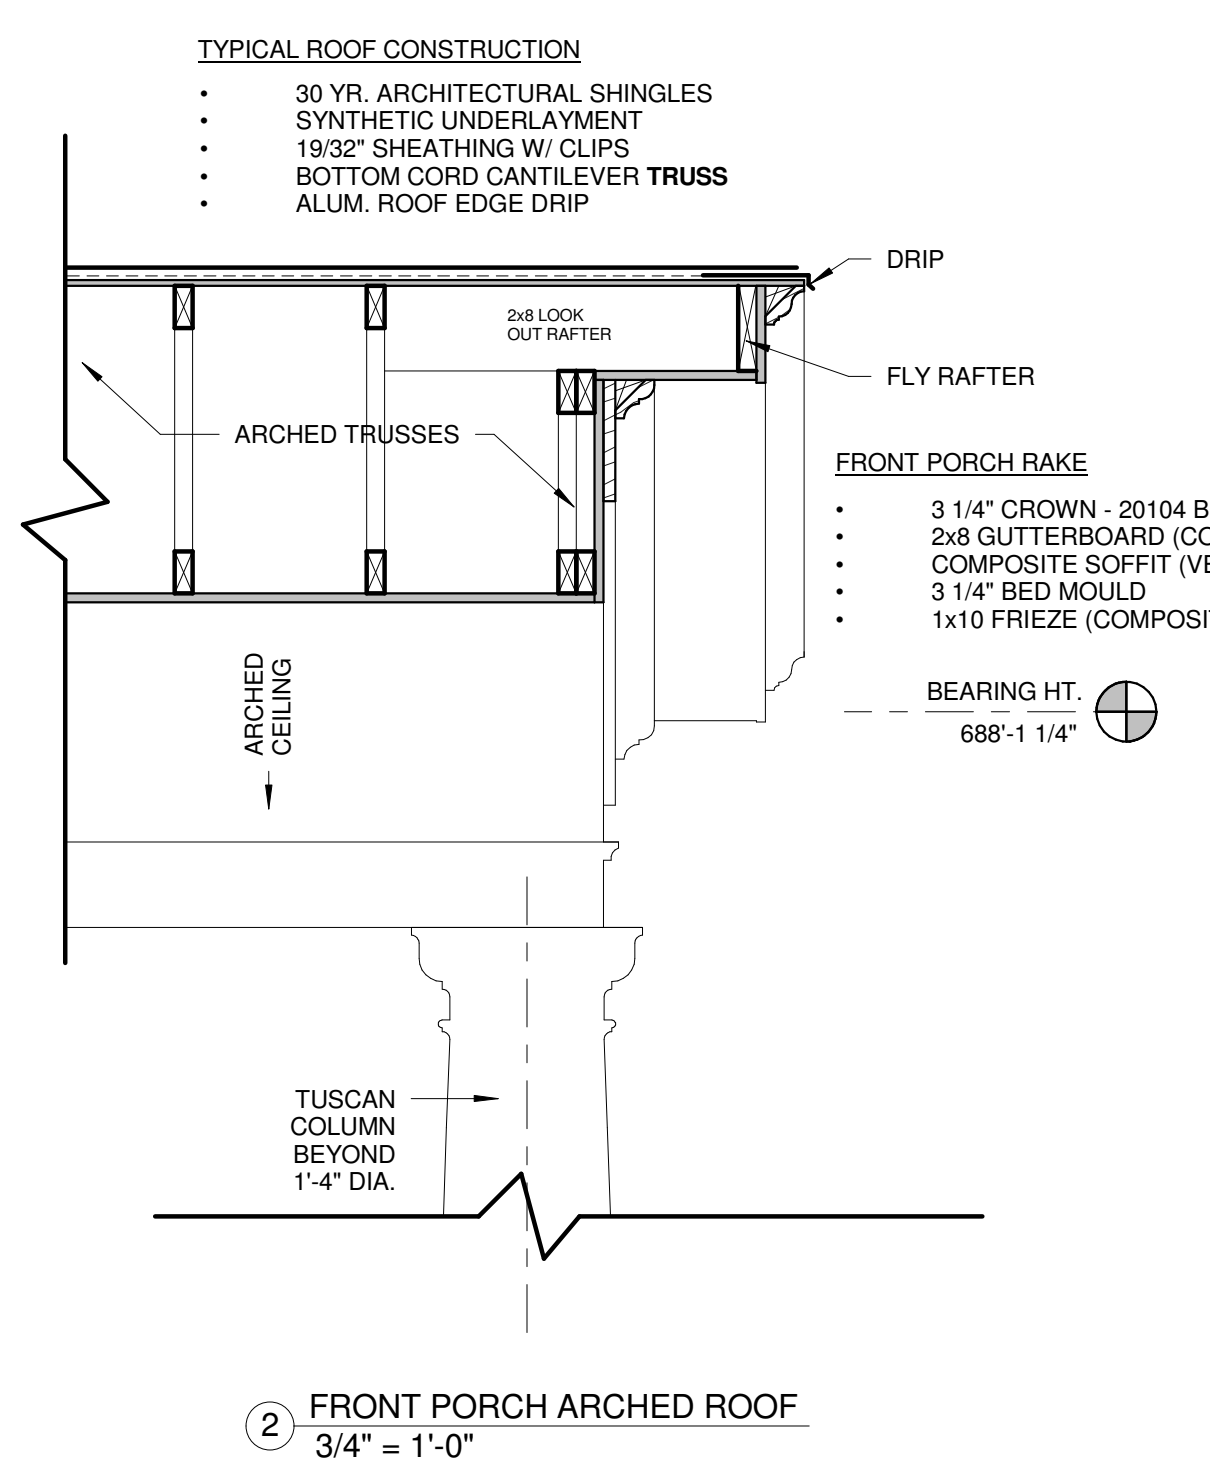 TYPICAL ROOF CONSTRUCTION
• 30 YR. ARCHITECTURAL SHINGLES
• SYNTHETIC UNDERLAYMENT
• 19/32" SHEATHING W/ CLIPS
• BOTTOM CORD CANTILEVER TRUSS
• ALUM. ROOF EDGE DRIP
DRIP
2x8 LOOK
OUT RAFTER
FLY RAFTER
ARCHED TRUSSES
FRONT PORCH RAKE
• 3 1/4" CROWN - 20104 B
• 2x8 GUTTERBOARD (CO
• COMPOSITE SOFFIT (VE
• 3 1/4" BED MOULD
• 1x10 FRIEZE (COMPOSIT
ARCHED
CEILING
BEARING HT.
688'-1 1/4"
TUSCAN
COLUMN
BEYOND
1'-4" DIA.
2 FRONT PORCH ARCHED ROOF
3/4" = 1'-0"